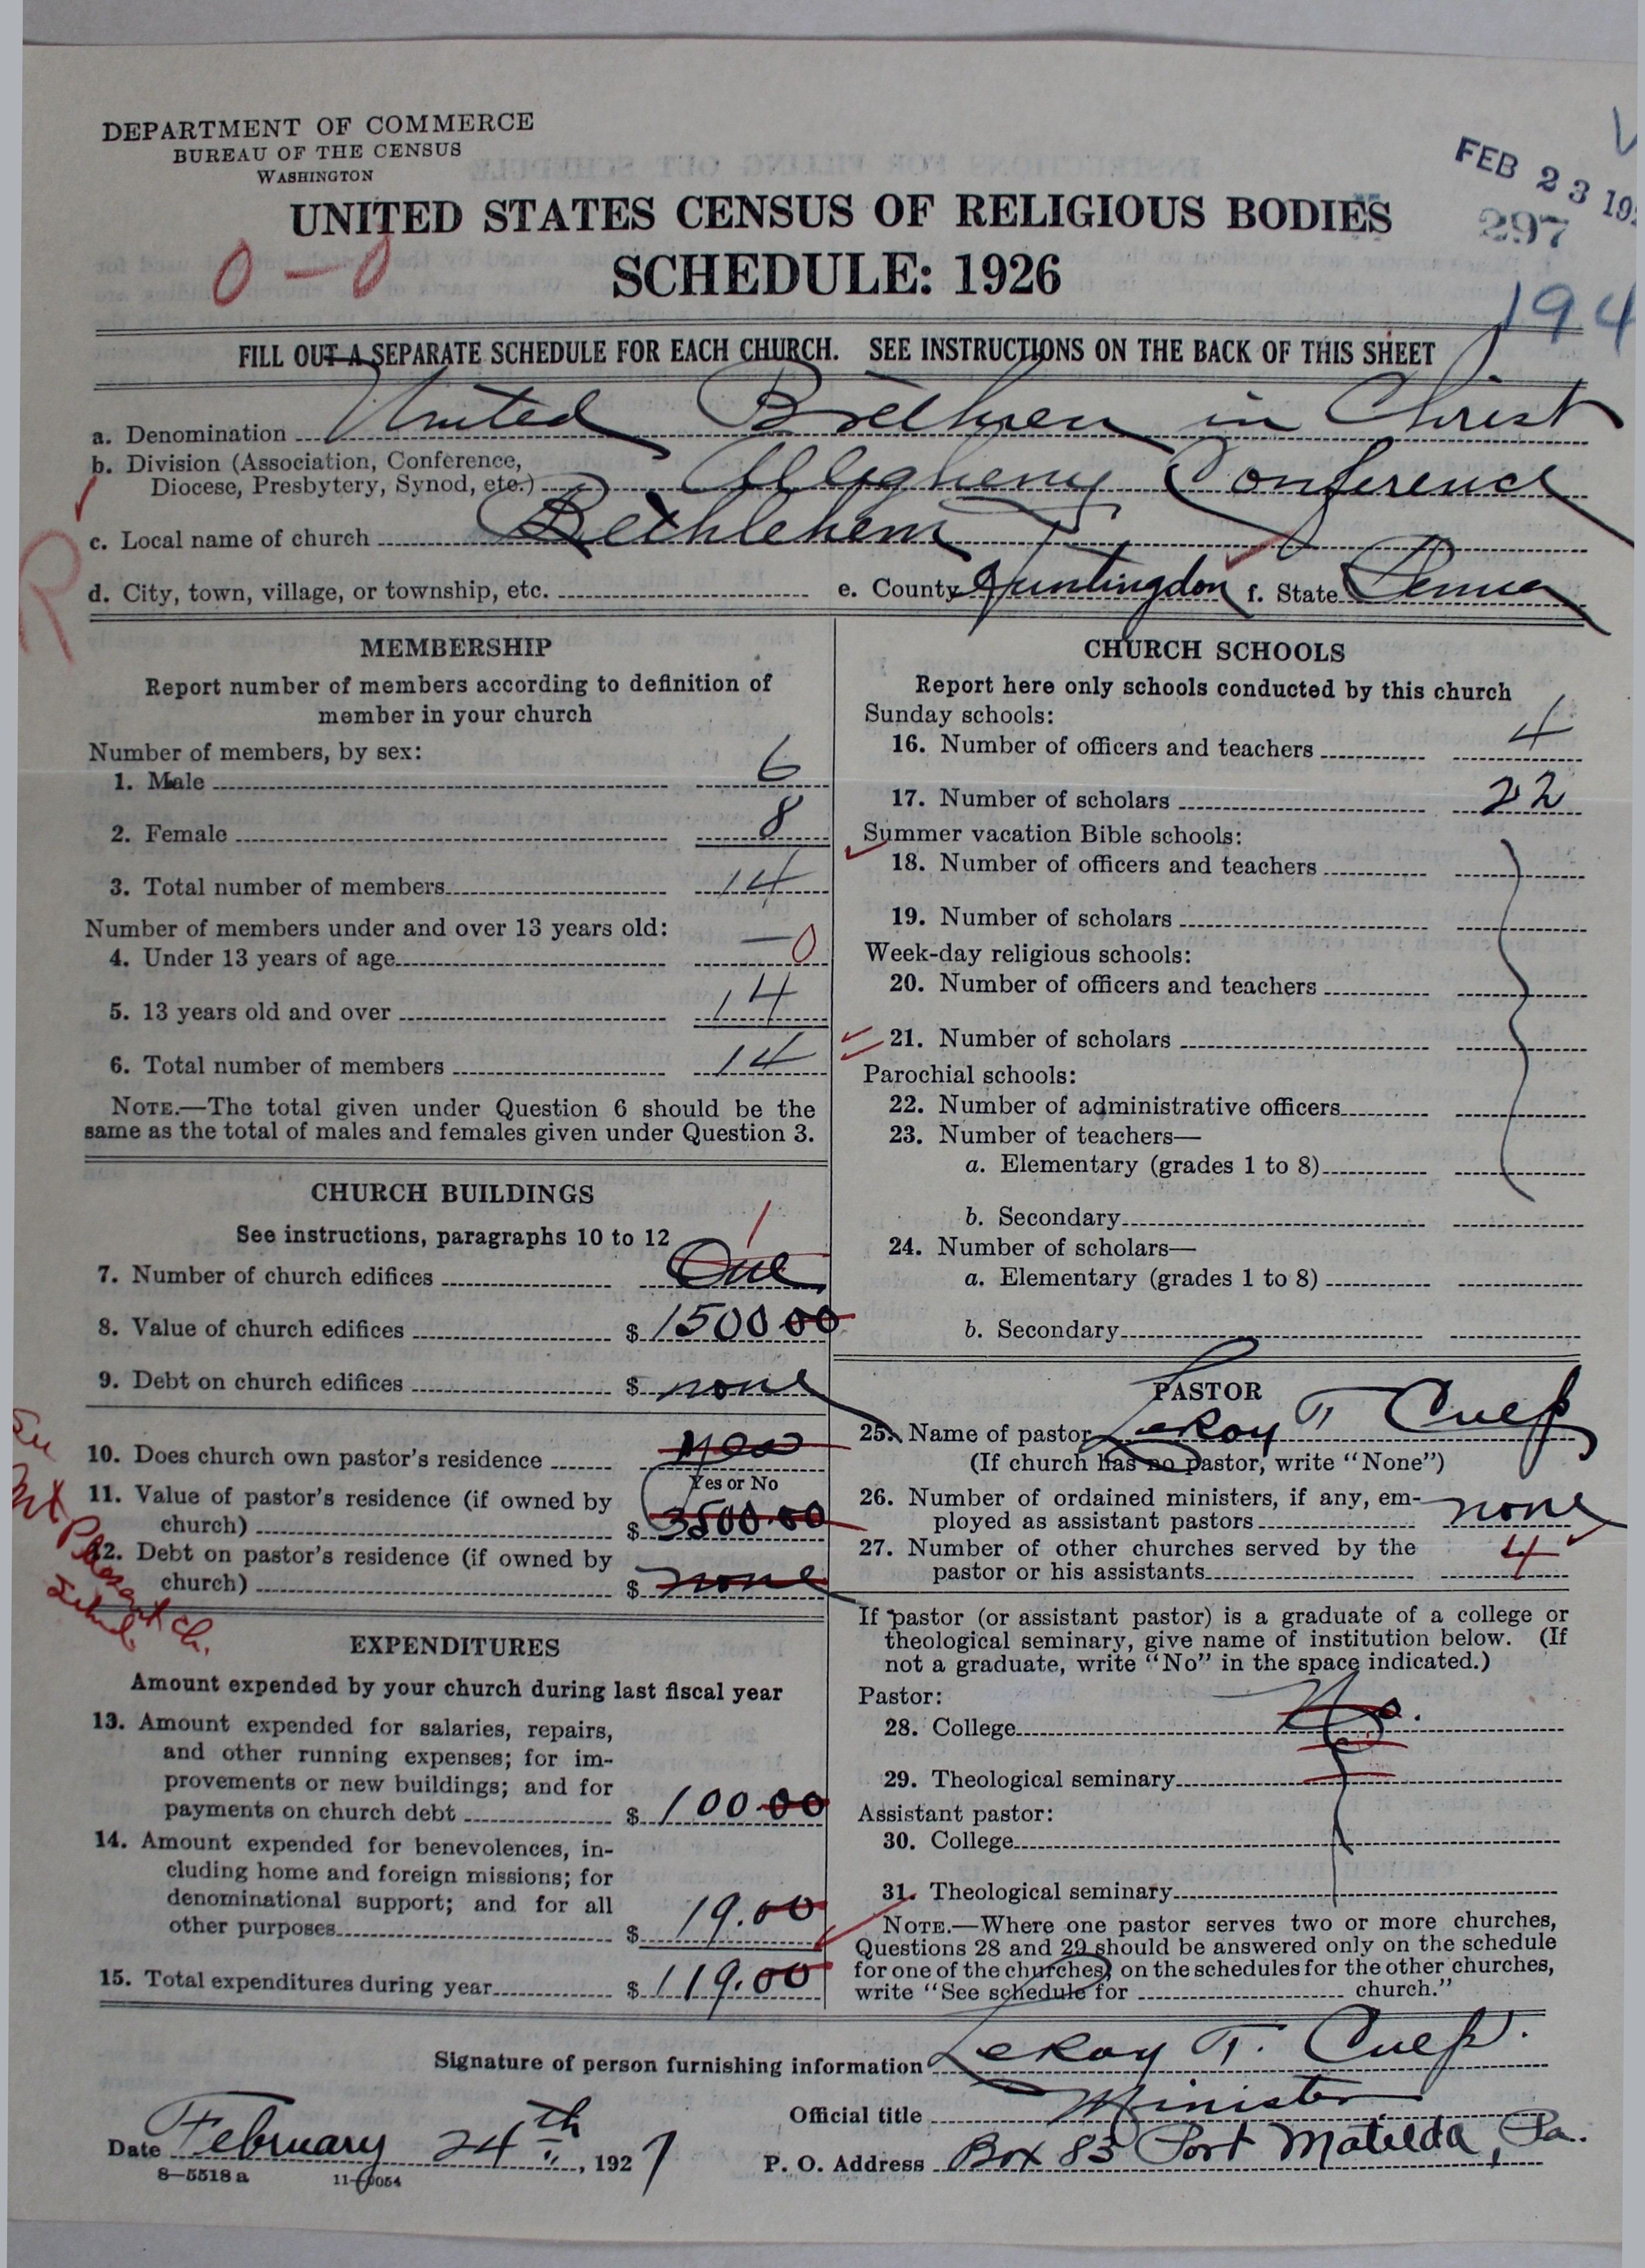 DEPARTMENT OF COMMERCE
BUREAU OF THE CENSUS
WASHINGTON
FEB 23 19
297
UNITED STATES CENSUS OF RELIGIOUS BODIES
0 - 0
SCHEDULE: 1926
194
FILL OUT A SEPARATE SCHEDULE FOR EACH CHURCH. SEE INSTRUCTIONS ON THE BACK OF THIS SHEET
a. Denomination United Brethren in Christ
b. Division (Association, Conference,
Diocese, Presbytery, Synod, etc.) Allegheny Conference
c. Local name of church Bethlehem
R
d. City, town, village, or township, etc. e. County Huntingdon f. State Penna
MEMBERSHIP
Report number of members according to definition of
member in your church
Number of members, by sex:
1. Male 6
2. Female 8
3. Total number of members 14
Number of members under and over 13 years old:
4. Under 13 years of age — 0
5. 13 years old and over 14
6. Total number of members 14
NOTE.—The total given under Question 6 should be the
same as the total of males and females given under Question 3.
CHURCH BUILDINGS
See instructions, paragraphs 10 to 12
1
7. Number of church edifices One
8. Value of church edifices $ 1500 00
9. Debt on church edifices $ none
10. Does church own pastor's residence yes
Yes or No
11. Value of pastor's residence (if owned by
church) $ 3500.00
12. Debt on pastor's residence (if owned by
church) $ none
Mt Pleasant Ch.
EXPENDITURES
Amount expended by your church during last fiscal year
13. Amount expended for salaries, repairs,
and other running expenses; for im-
provements or new buildings; and for
payments on church debt $ 100.00
14. Amount expended for benevolences, in-
cluding home and foreign missions; for
denominational support; and for all
other purposes $ 19.00
15. Total expenditures during year $ 119.00
CHURCH SCHOOLS
Report here only schools conducted by this church
Sunday schools:
16. Number of officers and teachers 4
17. Number of scholars 22
Summer vacation Bible schools:
18. Number of officers and teachers
19. Number of scholars
Week-day religious schools:
20. Number of officers and teachers
21. Number of scholars
Parochial schools:
22. Number of administrative officers
23. Number of teachers—
a. Elementary (grades 1 to 8)
b. Secondary
24. Number of scholars—
a. Elementary (grades 1 to 8)
b. Secondary
PASTOR
25. Name of pastor LeRoy T. Culp
(If church has no pastor, write "None")
26. Number of ordained ministers, if any, em-
ployed as assistant pastors none
27. Number of other churches served by the
pastor or his assistants 4
If pastor (or assistant pastor) is a graduate of a college or
theological seminary, give name of institution below. (If
not a graduate, write "No" in the space indicated.)
Pastor:
28. College No.
29. Theological seminary
Assistant pastor:
30. College
31. Theological seminary
NOTE.—Where one pastor serves two or more churches,
Questions 28 and 29 should be answered only on the schedule
for one of the churches; on the schedules for the other churches,
write "See schedule for church."
Signature of person furnishing information LeRoy T. Culp.
Official title Minister
Date February 24th, 1927
P. O. Address Box 83 Port Matilda, Pa.
8—5518 a